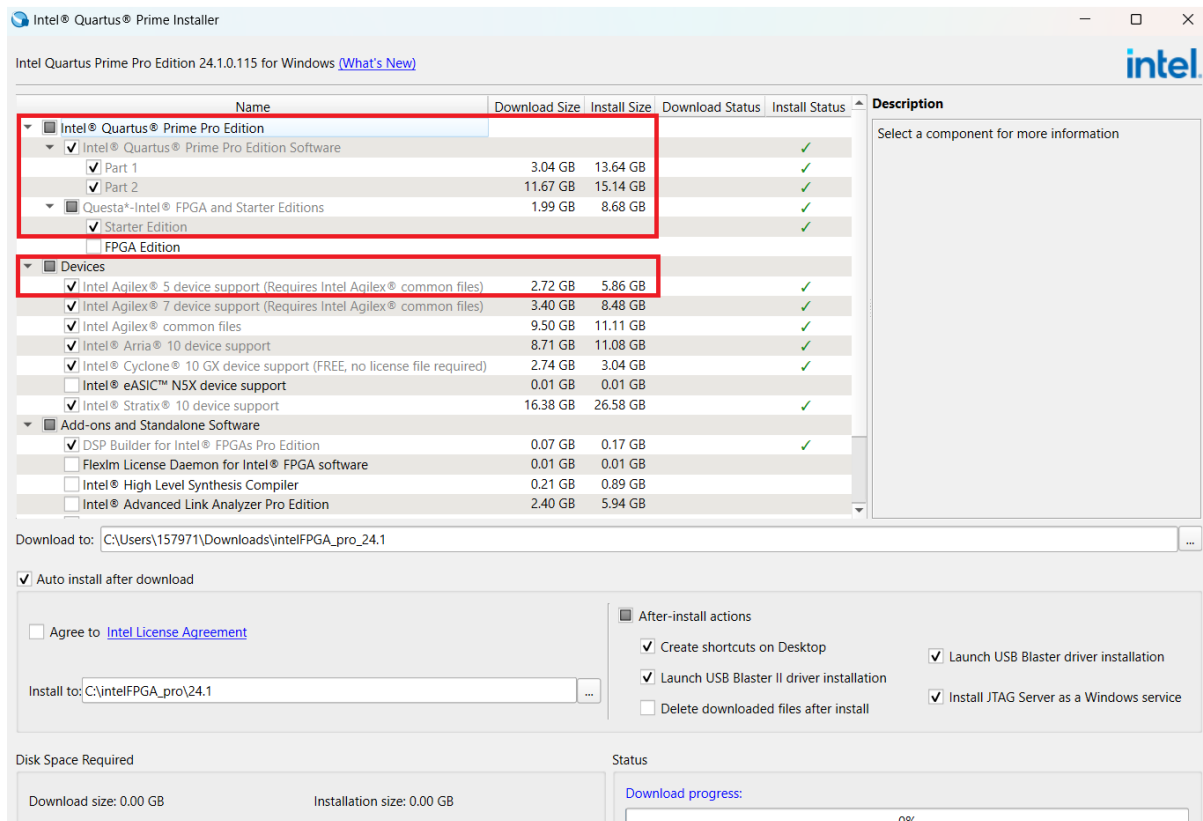 Intel® Quartus® Prime Installer
Intel Quartus Prime Pro Edition 24.1.0.115 for Windows (What's New)
intel.
Name Download Size Install Size Download Status Install Status
Intel® Quartus® Prime Pro Edition
Intel® Quartus® Prime Pro Edition Software ✓
Part 1 3.04 GB 13.64 GB ✓
Part 2 11.67 GB 15.14 GB ✓
Questa*-Intel® FPGA and Starter Editions 1.99 GB 8.68 GB ✓
Starter Edition ✓
FPGA Edition
Devices
Intel Agilex® 5 device support (Requires Intel Agilex® common files) 2.72 GB 5.86 GB ✓
Intel Agilex® 7 device support (Requires Intel Agilex® common files) 3.40 GB 8.48 GB ✓
Intel Agilex® common files 9.50 GB 11.11 GB ✓
Intel® Arria® 10 device support 8.71 GB 11.08 GB ✓
Intel® Cyclone® 10 GX device support (FREE, no license file required) 2.74 GB 3.04 GB ✓
Intel® eASIC™ N5X device support 0.01 GB 0.01 GB
Intel® Stratix® 10 device support 16.38 GB 26.58 GB ✓
Add-ons and Standalone Software
DSP Builder for Intel® FPGAs Pro Edition 0.07 GB 0.17 GB ✓
Flexlm License Daemon for Intel® FPGA software 0.01 GB 0.01 GB
Intel® High Level Synthesis Compiler 0.21 GB 0.89 GB
Intel® Advanced Link Analyzer Pro Edition 2.40 GB 5.94 GB
Description
Select a component for more information
Download to: C:\Users\157971\Downloads\intelFPGA_pro_24.1 ...
Auto install after download
Agree to Intel License Agreement
Install to: C:\intelFPGA_pro\24.1 ...
After-install actions
Create shortcuts on Desktop
Launch USB Blaster II driver installation
Delete downloaded files after install
Launch USB Blaster driver installation
Install JTAG Server as a Windows service
Disk Space Required
Download size: 0.00 GB Installation size: 0.00 GB
Status
Download progress:
0%